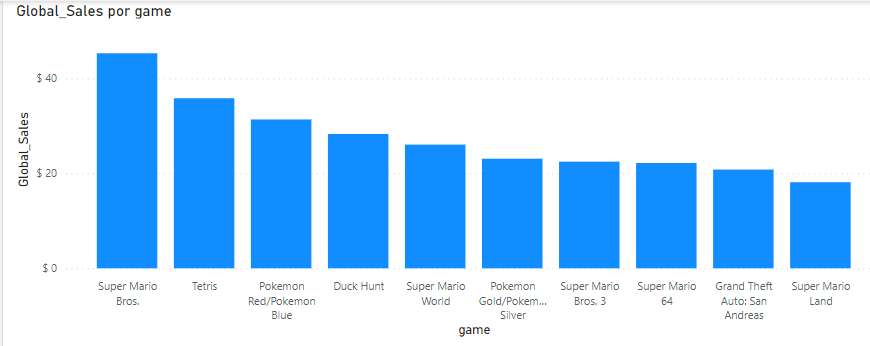 Global_Sales por game
Global_Sales
$ 40
$ 20
$ 0
Super Mario
Bros.
Tetris
Pokemon
Red/Pokemon
Blue
Duck Hunt
Super Mario
World
Pokemon
Gold/Pokem...
Silver
Super Mario
Bros. 3
Super Mario
64
Grand Theft
Auto: San
Andreas
Super Mario
Land
game